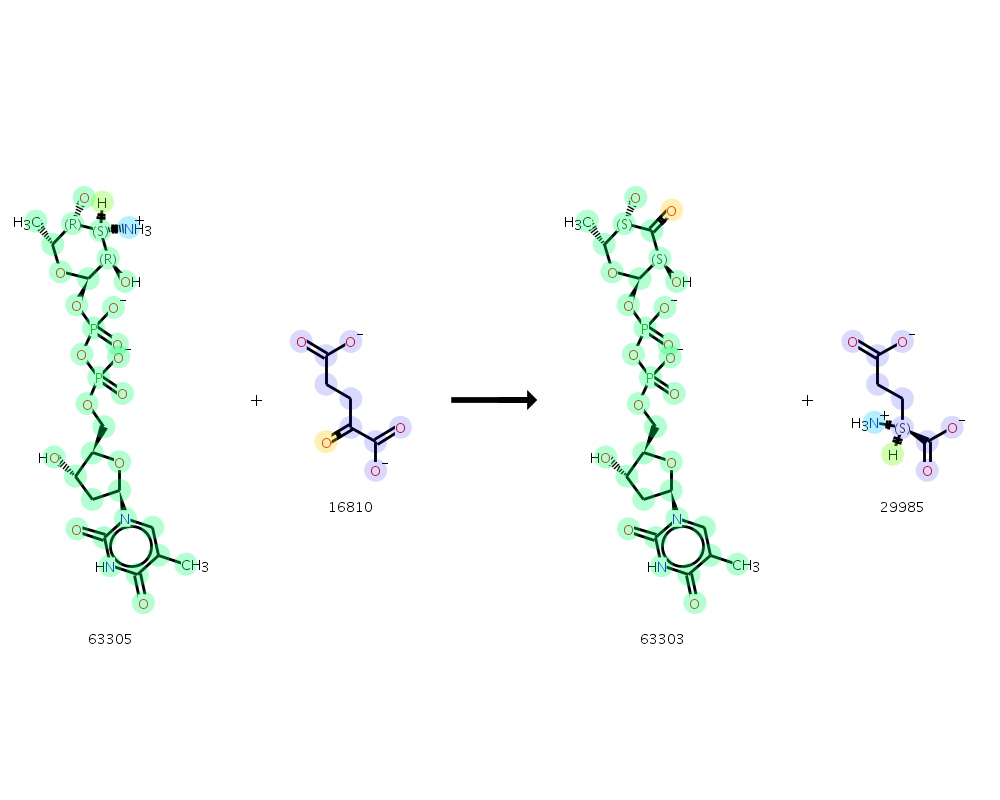 O H
H₃C (R) (S) NH₃ +
(R)
O OH
O O −
P
O O O −
P O
O
HO O
N
O
HN CH3
O
63305
+
O O −
O O
O −
16810
O O
H₃C (S)
(S)
O OH
O O −
P
O O O −
P O
O
HO O
N
O
HN CH3
O
63303
+
O O −
H₃N + (S) O −
H O
29985